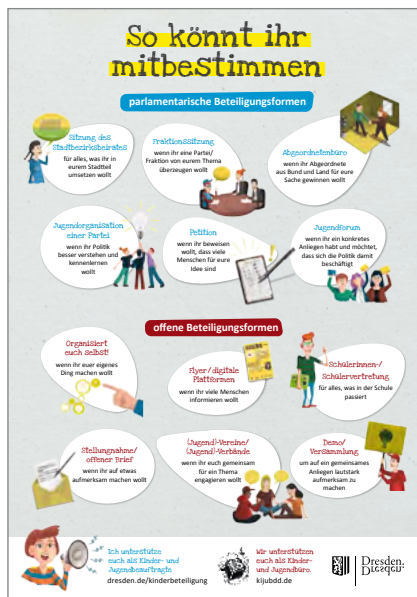 So könnt ihr
mitbestimmen
parlamentarische Beteiligungsformen
Sitzung des
Stadtbezirksbeirates
für alles, was ihr in
eurem Stadtteil
umsetzen wollt
Fraktionssitzung
wenn ihr eine Partei/
Fraktion von eurem Thema
überzeugen wollt
Abgeordnetenbüro
wenn ihr Abgeordnete
aus Bund und Land für eure
Sache gewinnen wollt
Jugendorganisation
einer Partei
wenn ihr Politik
besser verstehen und
kennenlernen
wollt
Petition
wenn ihr beweisen
wollt, dass viele
Menschen für eure
Idee sind
Jugendforum
wenn ihr ein konkretes
Anliegen habt und möchtet,
dass sich die Politik damit
beschäftigt
offene Beteiligungsformen
Organisiert
euch selbst!
wenn ihr euer eigenes
Ding machen wollt
Flyer/digitale
Plattformen
wenn ihr viele Menschen
informieren wollt
Schülerinnen-/
Schülervertretung
für alles, was in der Schule
passiert
Stellungnahme/
offener Brief
wenn ihr auf etwas
aufmerksam machen wollt
(Jugend)-Vereine/
(Jugend)-Verbände
wenn ihr euch gemeinsam
für ein Thema
engagieren wollt
Demo/
Versammlung
um auf ein gemeinsames
Anliegen lautstark
aufmerksam zu
machen
Ich unterstütze
euch als Kinder- und
Jugendbeauftragte
dresden.de/kinderbeteiligung
Wir unterstützen
euch als Kinder-
und Jugendbüro.
kijubdd.de
Dresden.